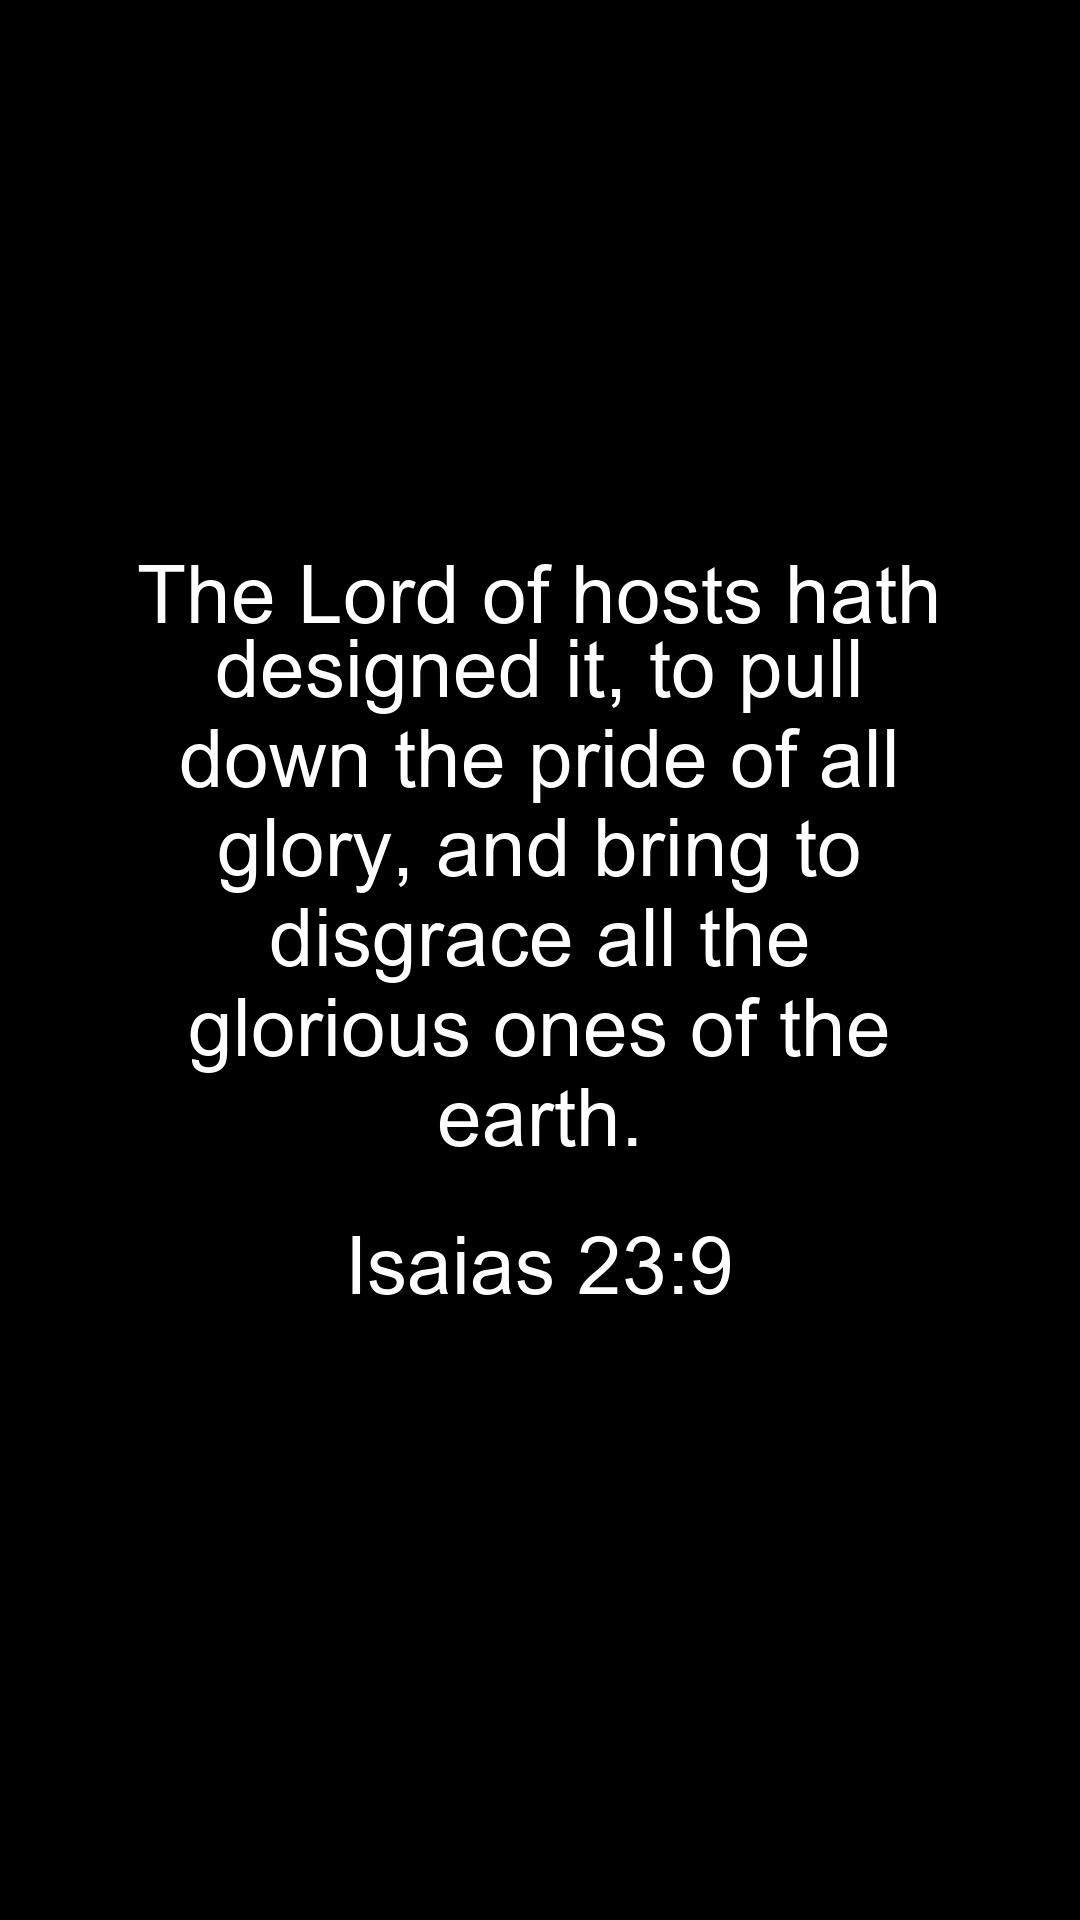 The Lord of hosts hath
designed it, to pull
down the pride of all
glory, and bring to
disgrace all the
glorious ones of the
earth.
Isaias 23:9